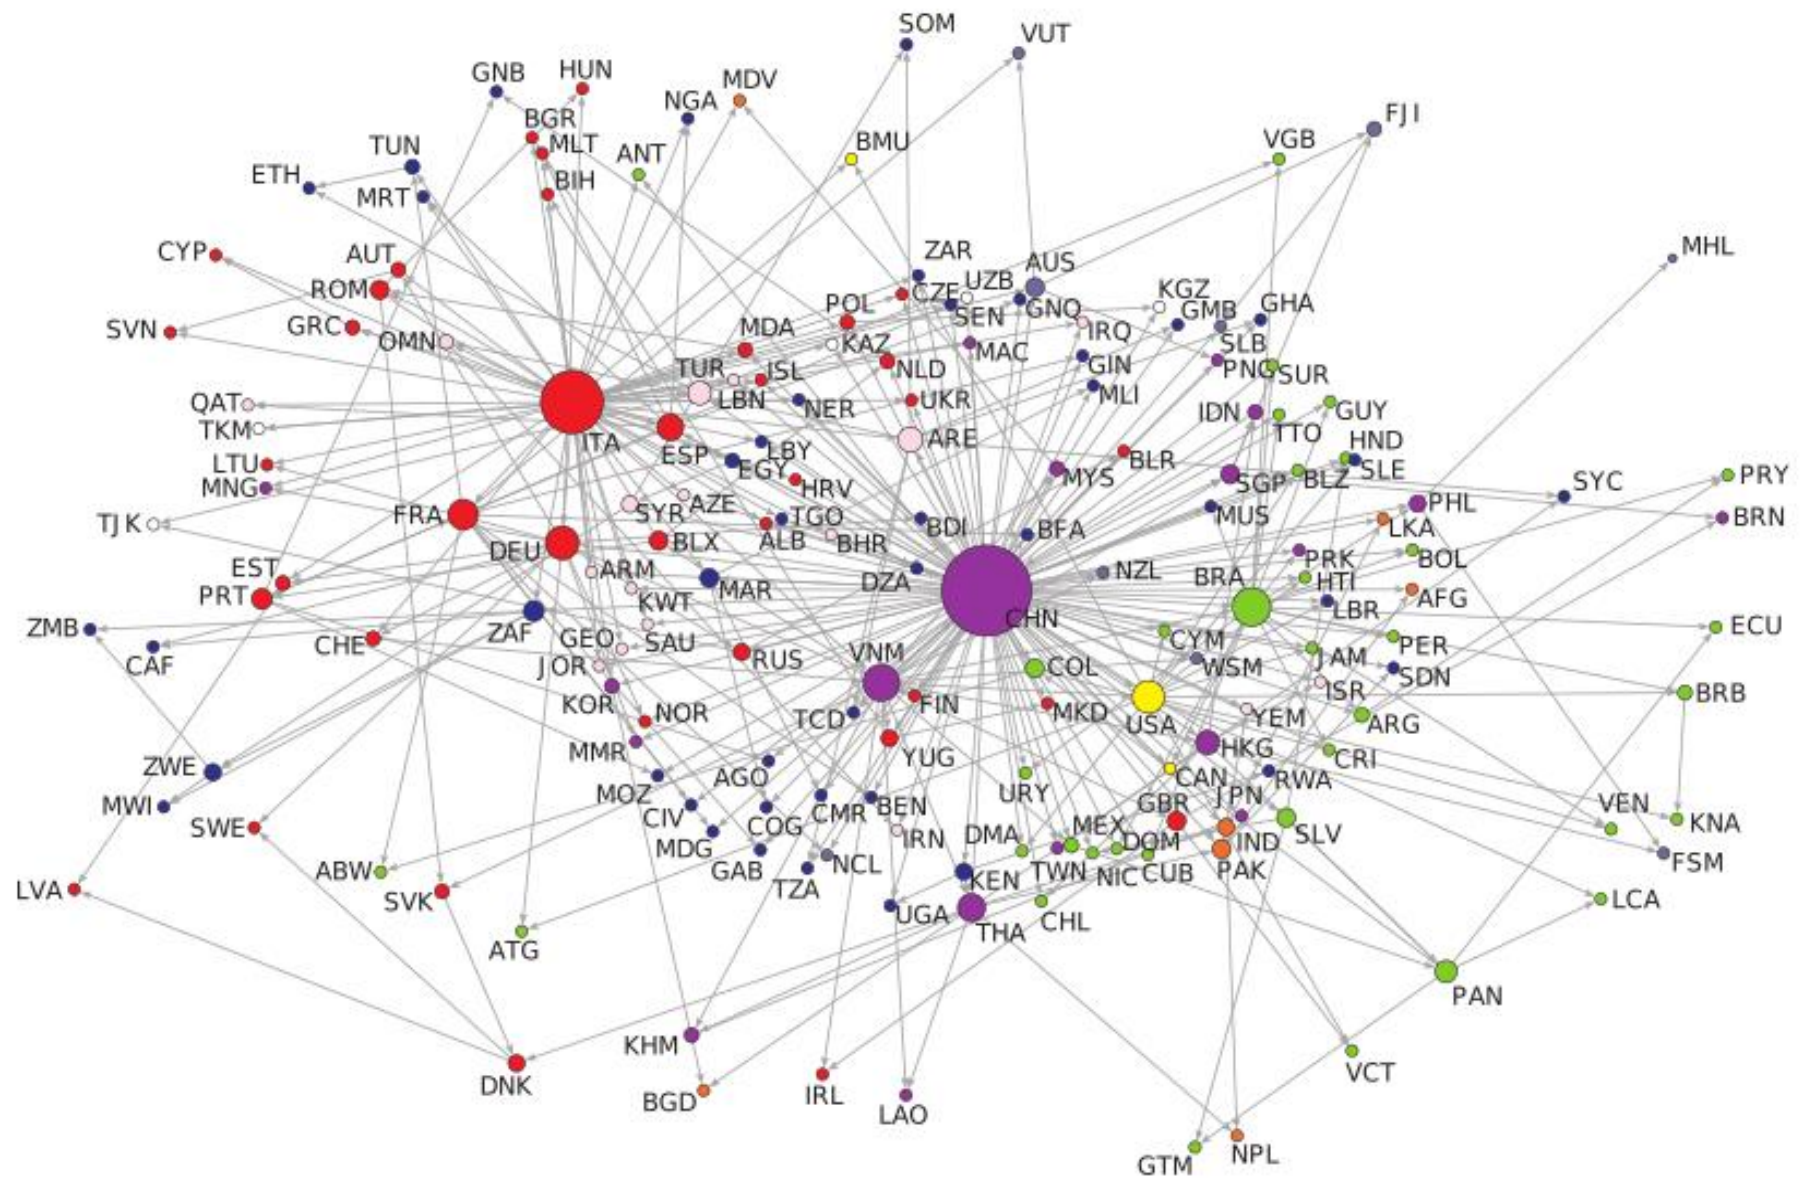 SOM
VUT
GNB
HUN
NGA
MDV
FJI
BGR
MLT
ANT
BMU
VGB
TUN
ETH
MRT
BIH
CYP
AUT
ROM
ZAR
UZB
AUS
MHL
SVN
GRC
OMN
POL
CZE
SEN
GNQ
KGZ
GMB
GHA
MDA
KAZ
MAC
IRQ
SLB
TUR
ISL
NLD
GIN
PNG
SUR
QAT
TKM
LBN
NER
UKR
MLI
IDN
TTO
GUY
ITA
ESP
LBY
ARE
HND
LTU
MNG
EGY
HRV
MYS
BLR
SGP
BLZ
SLE
SYC
PRY
TJK
FRA
SYR
AZE
TGO
BDI
BFA
MUS
PHL
LKA
BRN
DEU
BLX
ALB
BHR
PRK
BOL
EST
PRT
ARM
KWT
MAR
DZA
CHN
NZL
BRA
HTI
LBR
AFG
ZMB
CAF
CHE
ZAF
GEO
SAU
JOR
RUS
VNM
COL
CYM
WSM
JAM
PER
SDN
ECU
KOR
NOR
TCD
FIN
MKD
USA
ISR
YEM
ARG
BRB
MMR
YUG
HKG
CRI
ZWE
MWI
MOZ
AGO
URY
CAN
RWA
SWE
CIV
MDG
COG
CMR
BEN
IRN
DMA
MEX
DOM
GBR
JPN
IND
SLV
VEN
KNA
FSM
LVA
ABW
SVK
GAB
TZA
NCL
KEN
TWN
NIC
CUB
PAK
LCA
ATG
UGA
THA
CHL
PAN
KHM
DNK
BGD
IRL
LAO
VCT
GTM
NPL